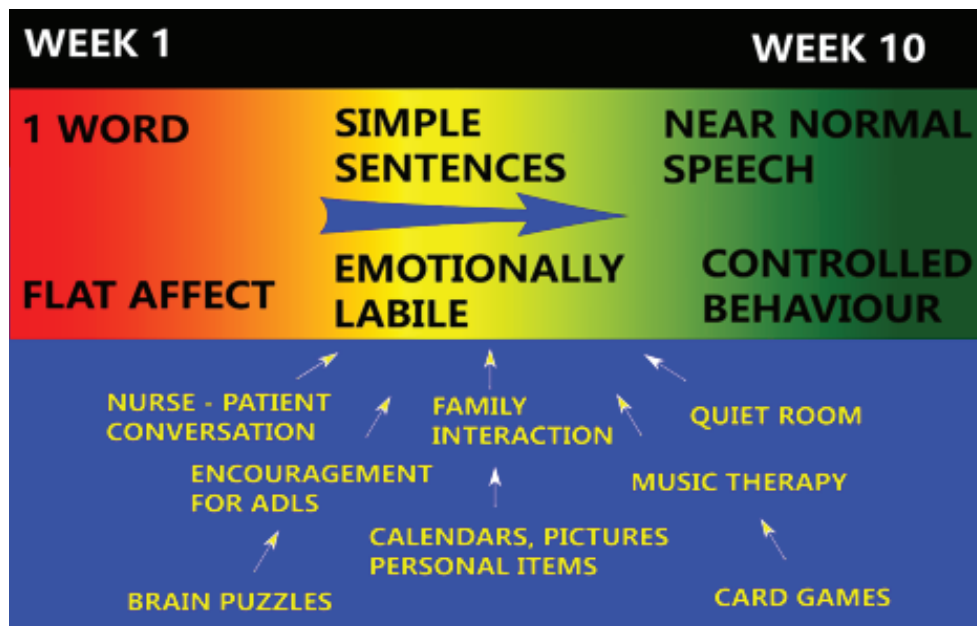 WEEK 1
WEEK 10
1 WORD
SIMPLE
SENTENCES
NEAR NORMAL
SPEECH
FLAT AFFECT
EMOTIONALLY
LABILE
CONTROLLED
BEHAVIOUR
NURSE - PATIENT
CONVERSATION
FAMILY
INTERACTION
QUIET ROOM
ENCOURAGEMENT
FOR ADLS
MUSIC THERAPY
CALENDARS, PICTURES
PERSONAL ITEMS
BRAIN PUZZLES
CARD GAMES